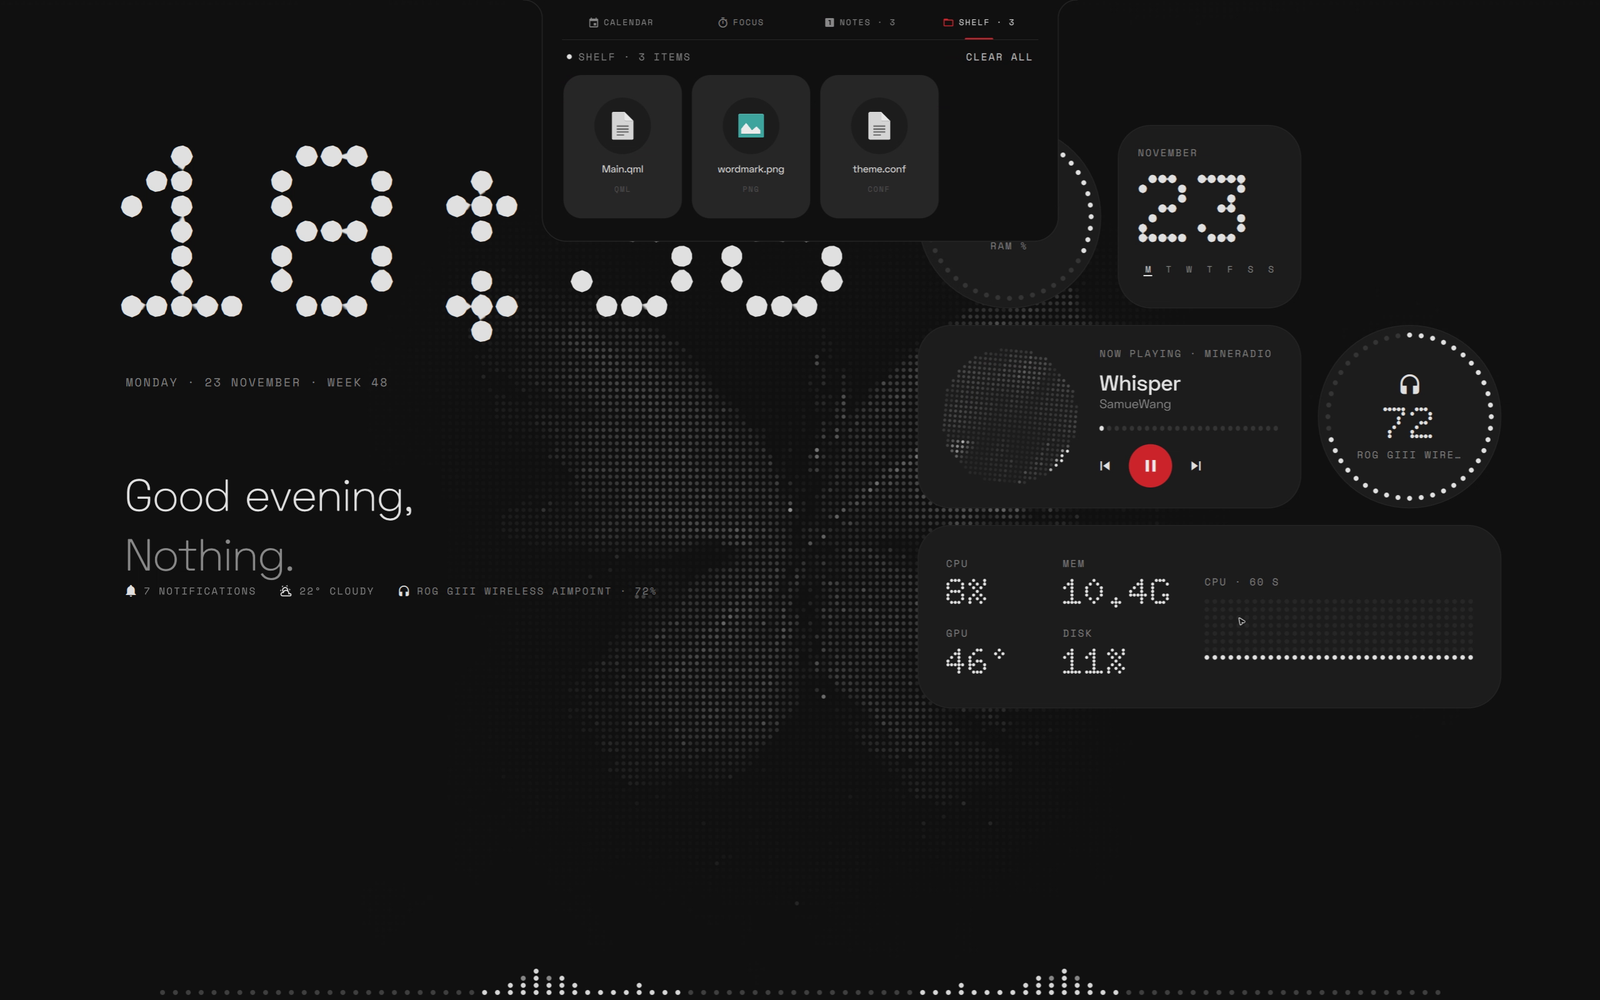 CALENDAR
FOCUS
NOTES · 3
SHELF · 3
SHELF · 3 ITEMS
CLEAR ALL
Main.qml
QML
wordmark.png
PNG
theme.conf
CONF
18:
MONDAY · 23 NOVEMBER · WEEK 48
Good evening,
Nothing.
7 NOTIFICATIONS
22° CLOUDY
ROG GIII WIRELESS AIMPOINT · 72%
RAM %
NOVEMBER
23
M T W T F S S
NOW PLAYING · MINERADIO
Whisper
SamueWang
72
ROG GIII WIRE…
CPU
8%
MEM
10.4G
GPU
46°
DISK
11%
CPU · 60 S